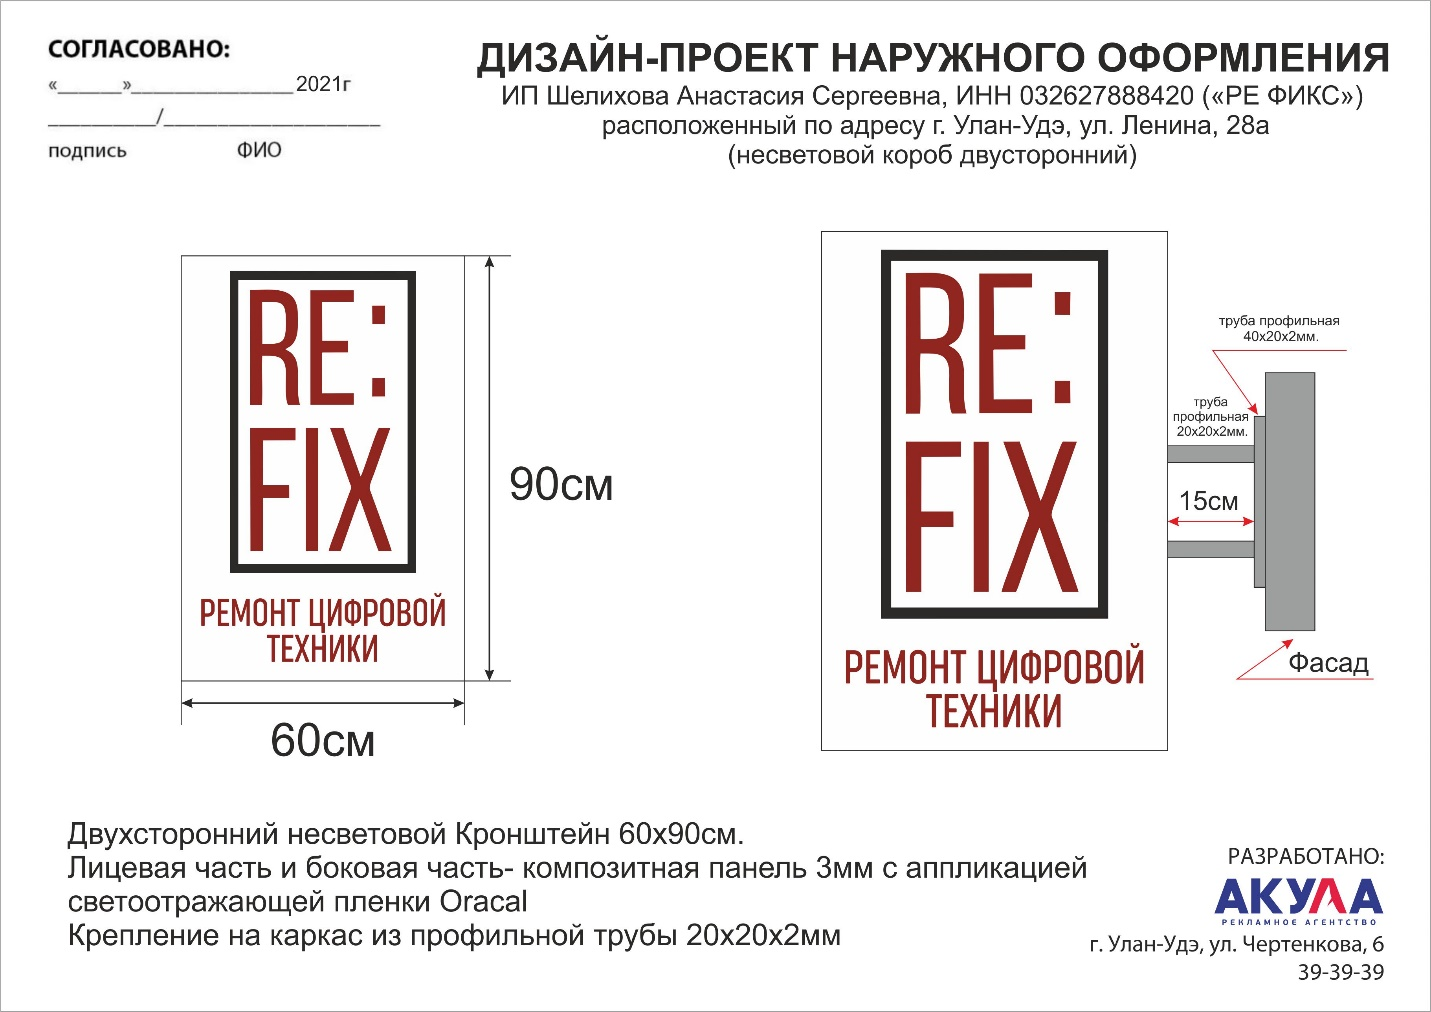 СОГЛАСОВАНО:
«______»_______________2021г
__________/____________________
подпись ФИО
ДИЗАЙН-ПРОЕКТ НАРУЖНОГО ОФОРМЛЕНИЯ
ИП Шелихова Анастасия Сергеевна, ИНН 032627888420 («РЕ ФИКС»)
расположенный по адресу г. Улан-Удэ, ул. Ленина, 28а
(несветовой короб двусторонний)
RE:
FIX
РЕМОНТ ЦИФРОВОЙ
ТЕХНИКИ
90см
60см
RE:
FIX
РЕМОНТ ЦИФРОВОЙ
ТЕХНИКИ
труба профильная
40х20х2мм.
труба
профильная
20х20х2мм.
15см
Фасад
Двухсторонний несветовой Кронштейн 60х90см.
Лицевая часть и боковая часть- композитная панель 3мм с аппликацией
светоотражающей пленки Oracal
Крепление на каркас из профильной трубы 20х20х2мм
РАЗРАБОТАНО:
АКУЛА
РЕКЛАМНОЕ АГЕНТСТВО
г. Улан-Удэ, ул. Чертенкова, 6
39-39-39